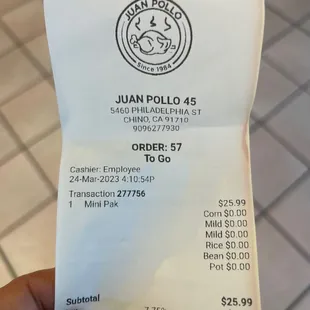 JUAN POLLO
Since 1984
JUAN POLLO 45
5460 PHILADELPHIA ST
CHINO, CA 91710
9096277930
ORDER: 57
To Go
Cashier: Employee
24-Mar-2023 4:10:54P
Transaction 277756
1 Mini Pak $25.99
Corn $0.00
Mild $0.00
Mild $0.00
Rice $0.00
Bean $0.00
Pot $0.00
Subtotal $25.99